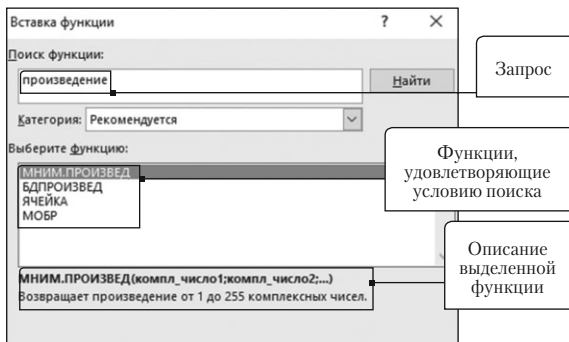 Вставка функции ? ×
Поиск функции:
произведение
Найти
Категория: Рекомендуется
Выберите функцию:
МНИМ.ПРОИЗВЕД
БДПРОИЗВЕД
ЯЧЕЙКА
МОБР
МНИМ.ПРОИЗВЕД(компл_число1;компл_число2;...)
Возвращает произведение от 1 до 255 комплексных чисел.
Запрос
Функции,
удовлетворяющие
условию поиска
Описание
выделенной
функции